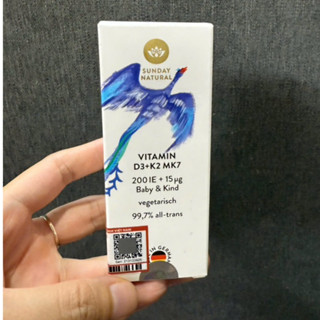 SUNDAY
NATURAL
VITAMIN
D3+K2 MK7
200 IE + 15 µg
Baby & Kind
vegetarisch
99,7% all-trans